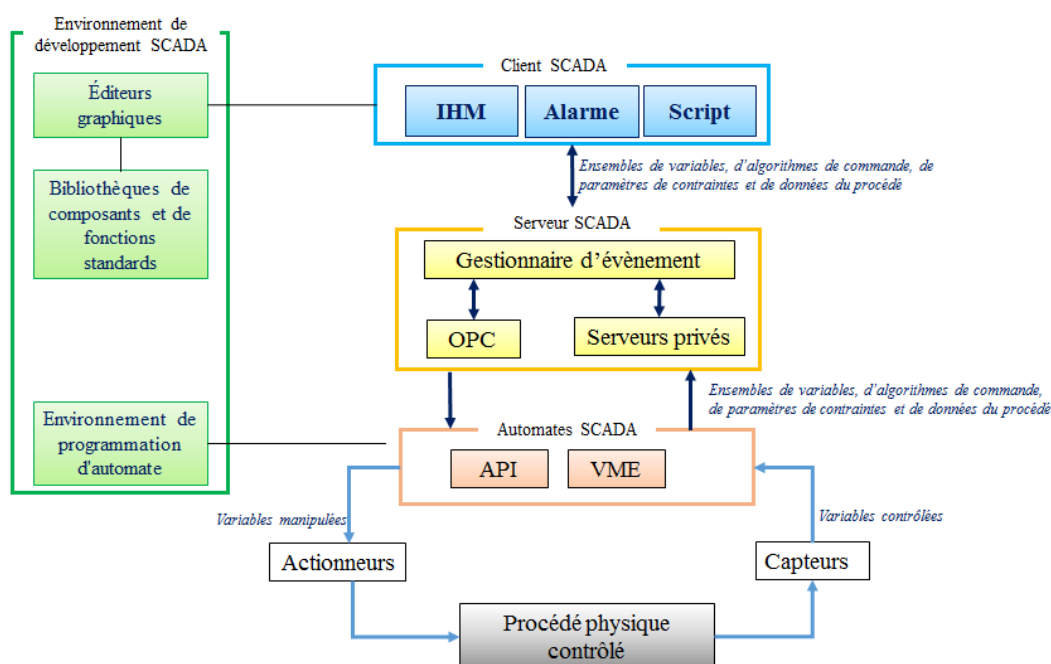 Environnement de
développement SCADA
Éditeurs
graphiques
Bibliothèques de
composants et de
fonctions
standards
Environnement de
programmation
d'automate
Client SCADA
IHM
Alarme
Script
Ensembles de variables, d'algorithmes de commande, de
paramètres de contraintes et de données du procédé
Serveur SCADA
Gestionnaire d'évènement
OPC
Serveurs privés
Ensembles de variables, d'algorithmes de commande,
de paramètres de contraintes et de données du procédé
Automates SCADA
API
VME
Variables manipulées
Variables contrôlées
Actionneurs
Capteurs
Procédé physique
contrôlé